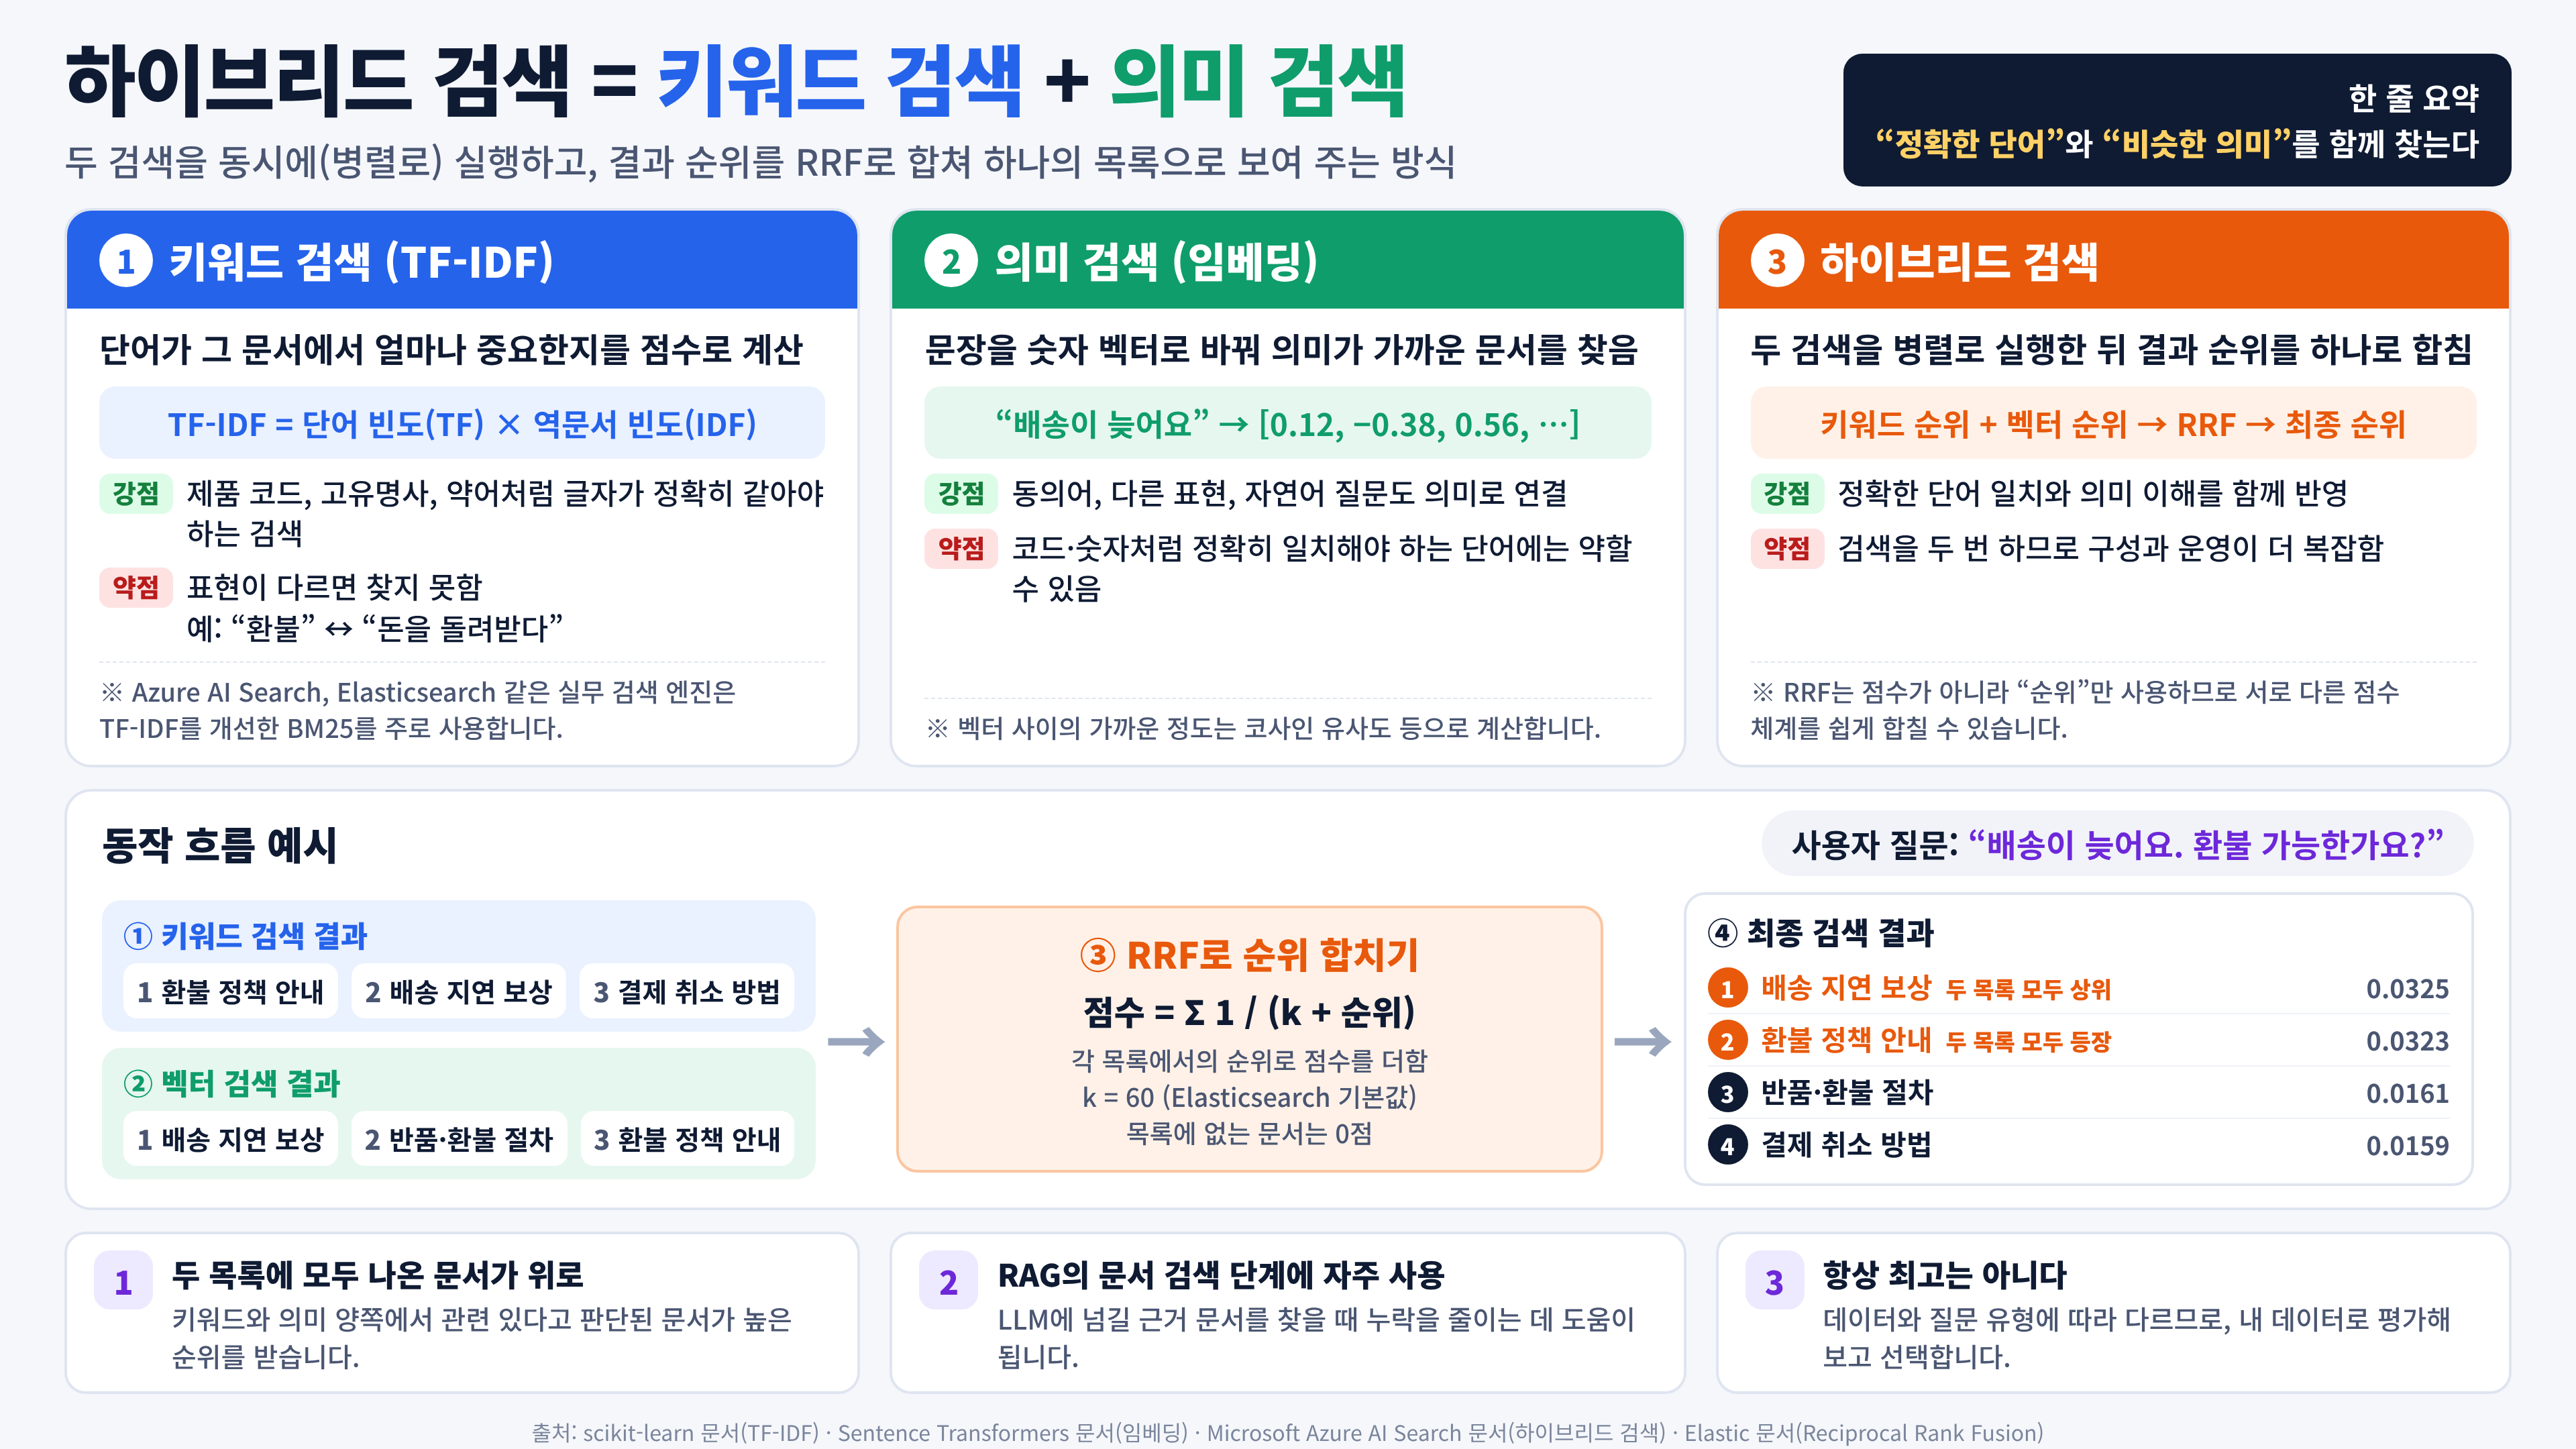 하이브리드 검색 = 키워드 검색 + 의미 검색
두 검색을 동시에(병렬로) 실행하고, 결과 순위를 RRF로 합쳐 하나의 목록으로 보여 주는 방식
한 줄 요약
“정확한 단어”와 “비슷한 의미”를 함께 찾는다
1 키워드 검색 (TF-IDF)
단어가 그 문서에서 얼마나 중요한지를 점수로 계산
TF-IDF = 단어 빈도(TF) × 역문서 빈도(IDF)
강점 제품 코드, 고유명사, 약어처럼 글자가 정확히 같아야
하는 검색
약점 표현이 다르면 찾지 못함
예: “환불” ↔ “돈을 돌려받다”
※ Azure AI Search, Elasticsearch 같은 실무 검색 엔진은
TF-IDF를 개선한 BM25를 주로 사용합니다.
2 의미 검색 (임베딩)
문장을 숫자 벡터로 바꿔 의미가 가까운 문서를 찾음
“배송이 늦어요” → [0.12, −0.38, 0.56, ⋯]
강점 동의어, 다른 표현, 자연어 질문도 의미로 연결
약점 코드·숫자처럼 정확히 일치해야 하는 단어에는 약할
수 있음
※ 벡터 사이의 가까운 정도는 코사인 유사도 등으로 계산합니다.
3 하이브리드 검색
두 검색을 병렬로 실행한 뒤 결과 순위를 하나로 합침
키워드 순위 + 벡터 순위 → RRF → 최종 순위
강점 정확한 단어 일치와 의미 이해를 함께 반영
약점 검색을 두 번 하므로 구성과 운영이 더 복잡함
※ RRF는 점수가 아니라 “순위”만 사용하므로 서로 다른 점수
체계를 쉽게 합칠 수 있습니다.
동작 흐름 예시
사용자 질문: “배송이 늦어요. 환불 가능한가요?”
① 키워드 검색 결과
1 환불 정책 안내 2 배송 지연 보상 3 결제 취소 방법
② 벡터 검색 결과
1 배송 지연 보상 2 반품·환불 절차 3 환불 정책 안내
→
③ RRF로 순위 합치기
점수 = Σ 1 / (k + 순위)
각 목록에서의 순위로 점수를 더함
k = 60 (Elasticsearch 기본값)
목록에 없는 문서는 0점
→
④ 최종 검색 결과
1 배송 지연 보상 두 목록 모두 상위 0.0325
2 환불 정책 안내 두 목록 모두 등장 0.0323
3 반품·환불 절차 0.0161
4 결제 취소 방법 0.0159
1 두 목록에 모두 나온 문서가 위로
키워드와 의미 양쪽에서 관련 있다고 판단된 문서가 높은
순위를 받습니다.
2 RAG의 문서 검색 단계에 자주 사용
LLM에 넘길 근거 문서를 찾을 때 누락을 줄이는 데 도움이
됩니다.
3 항상 최고는 아니다
데이터와 질문 유형에 따라 다르므로, 내 데이터로 평가해
보고 선택합니다.
출처: scikit-learn 문서(TF-IDF) · Sentence Transformers 문서(임베딩) · Microsoft Azure AI Search 문서(하이브리드 검색) · Elastic 문서(Reciprocal Rank Fusion)